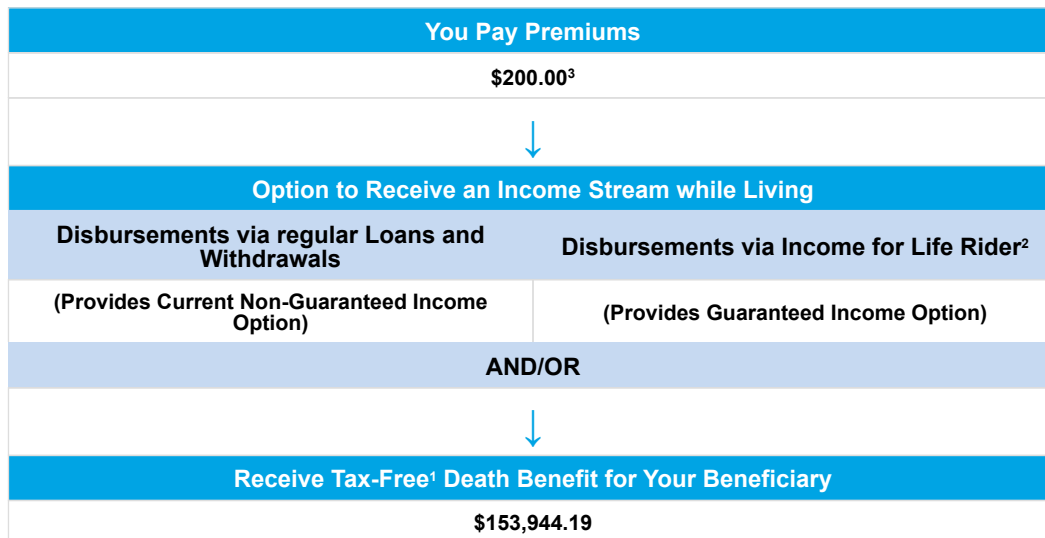 You Pay Premiums
$200.00³
Option to Receive an Income Stream while Living
Disbursements via regular Loans and
Withdrawals
Disbursements via Income for Life Rider²
(Provides Current Non-Guaranteed Income
Option)
(Provides Guaranteed Income Option)
AND/OR
Receive Tax-Free¹ Death Benefit for Your Beneficiary
$153,944.19